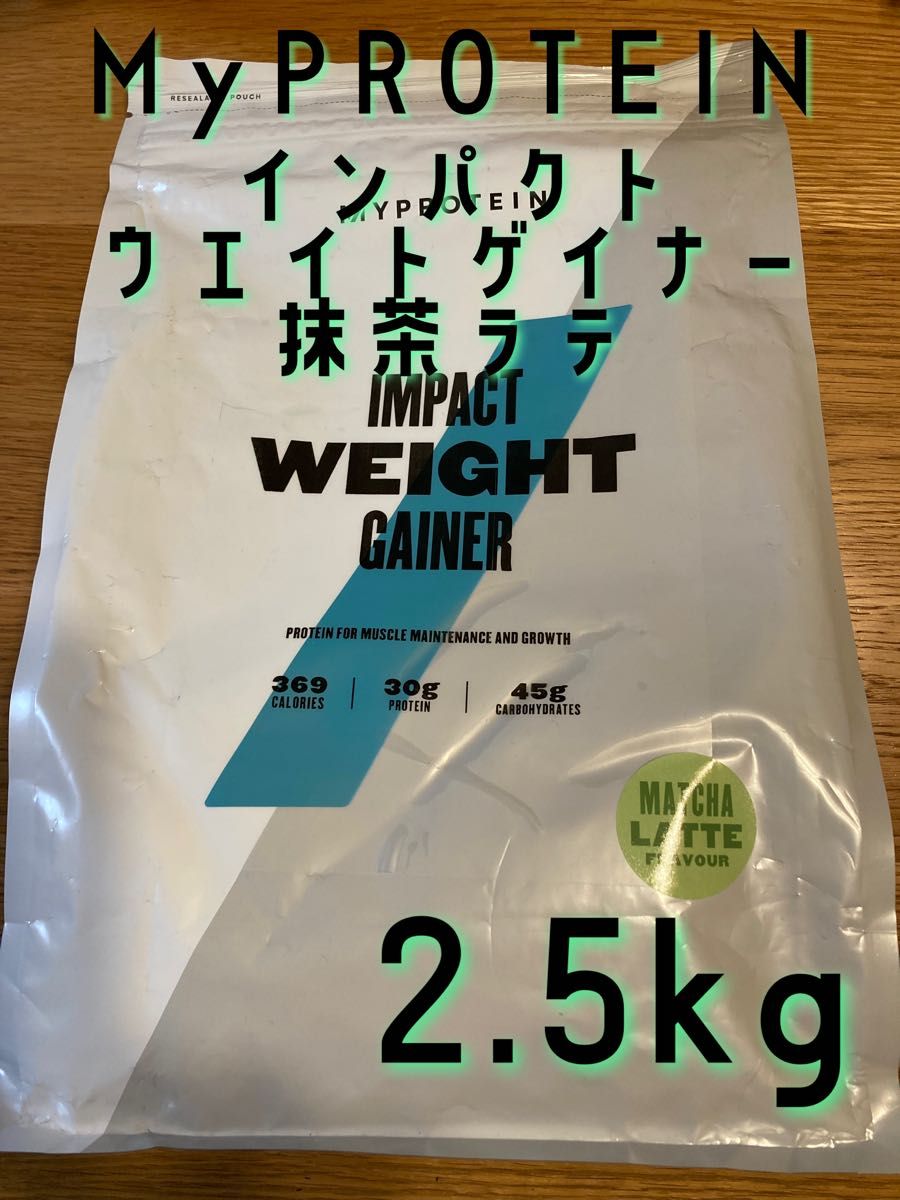 MyPROTEIN
RESEALABLE POUCH
インパクト
MYPROTEIN
ウエイトゲイナー
抹茶ラテ
IMPACT
WEIGHT
GAINER
PROTEIN FOR MUSCLE MAINTENANCE AND GROWTH
369 CALORIES
30g PROTEIN
45g CARBOHYDRATES
MATCHA
LATTE
FLAVOUR
2.5kg